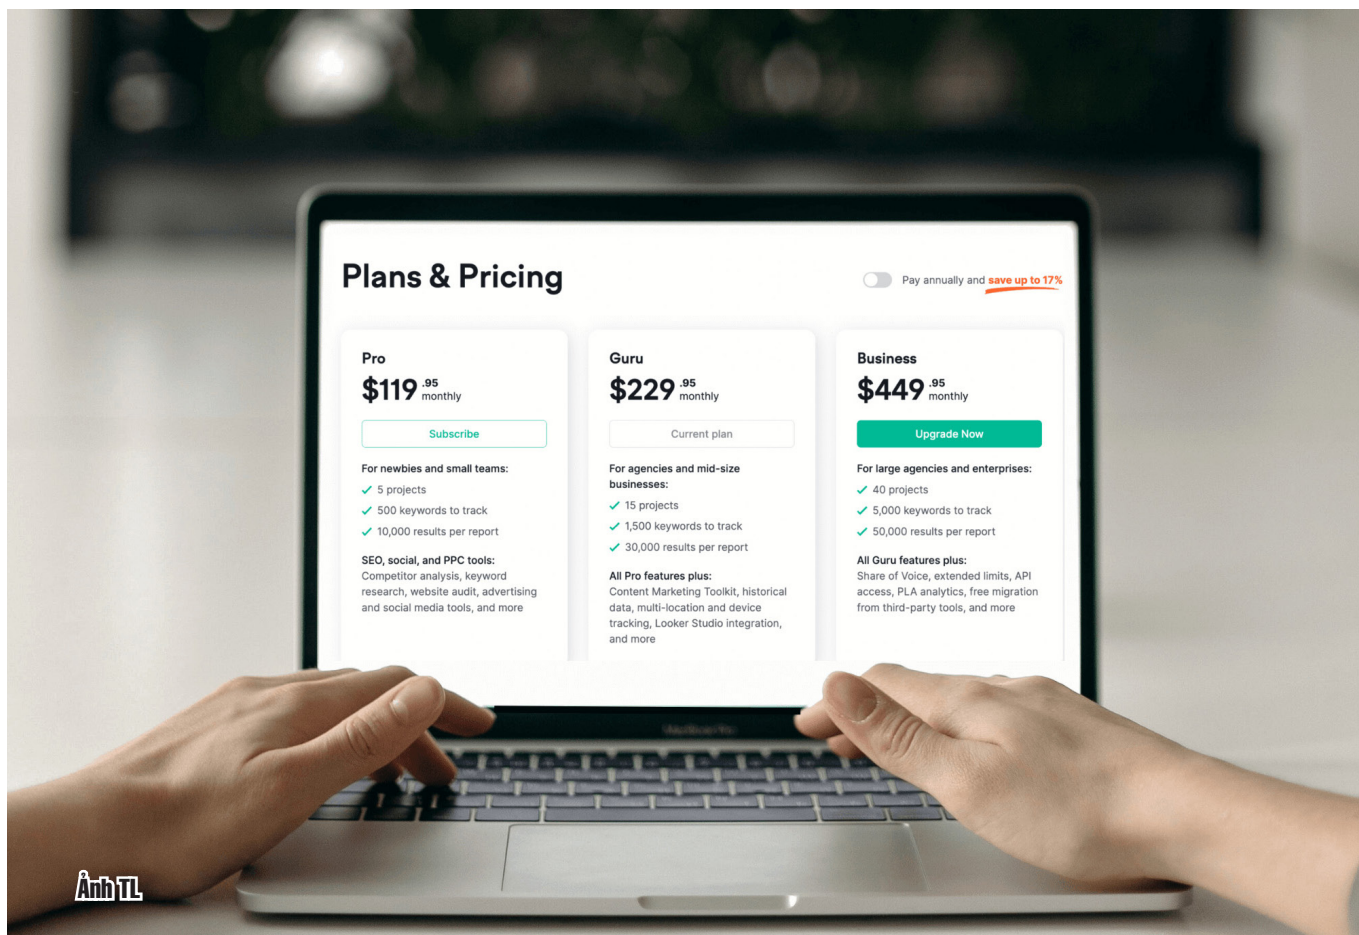 Plans & Pricing
Pay annually and save up to 17%
Pro
$119.95
monthly
Subscribe
For newbies and small teams:
5 projects
500 keywords to track
10,000 results per report
SEO, social, and PPC tools:
Competitor analysis, keyword
research, website audit, advertising
and social media tools, and more
Guru
$229.95
monthly
Current plan
For agencies and mid-size
businesses:
15 projects
1,500 keywords to track
30,000 results per report
All Pro features plus:
Content Marketing Toolkit, historical
data, multi-location and device
tracking, Looker Studio integration,
and more
Business
$449.95
monthly
Upgrade Now
For large agencies and enterprises:
40 projects
5,000 keywords to track
50,000 results per report
All Guru features plus:
Share of Voice, extended limits, API
access, PLA analytics, free migration
from third-party tools, and more
MacBook Pro
Ảnh TL